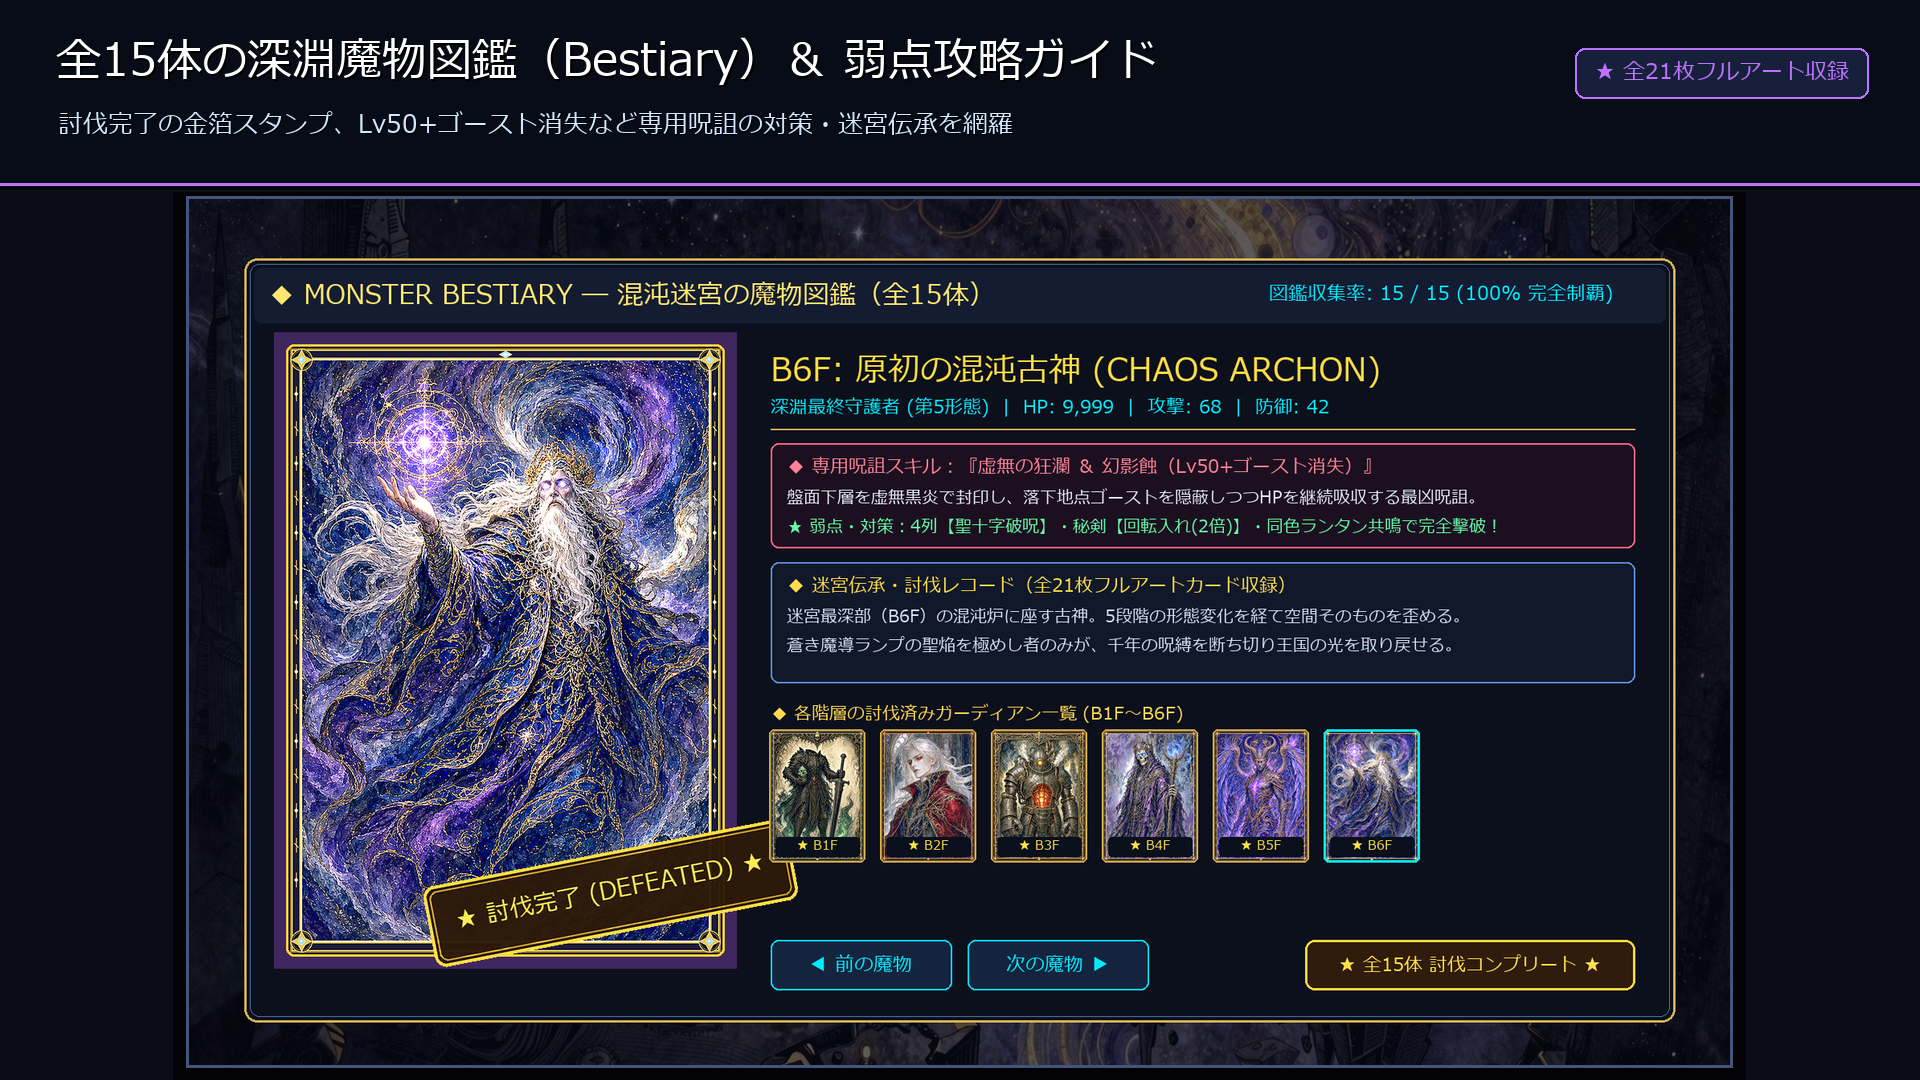 全15体の深淵魔物図鑑（Bestiary）＆ 弱点攻略ガイド
★ 全21枚フルアート収録
討伐完了の金箔スタンプ、Lv50+ゴースト消失など専用呪詛の対策・迷宮伝承を網羅
◆ MONSTER BESTIARY — 混沌迷宮の魔物図鑑（全15体）
図鑑収集率: 15 / 15 (100% 完全制覇)
B6F: 原初の混沌古神 (CHAOS ARCHON)
深淵最終守護者 (第5形態) | HP: 9,999 | 攻撃: 68 | 防御: 42
◆ 専用呪詛スキル：『虚無の狂瀾 ＆ 幻影蝕（Lv50+ゴースト消失）』
盤面下層を虚無黒炎で封印し、落下地点ゴーストを隠蔽しつつHPを継続吸収する最凶呪詛。
★ 弱点・対策：4列【聖十字破呪】・秘剣【回転入れ(2倍)】・同色ランタン共鳴で完全撃破！
◆ 迷宮伝承・討伐レコード（全21枚フルアートカード収録）
迷宮最深部（B6F）の混沌炉に座す古神。5段階の形態変化を経て空間そのものを歪める。
蒼き魔導ランプの聖焔を極めし者のみが、千年の呪縛を断ち切り王国の光を取り戻せる。
◆ 各階層の討伐済みガーディアン一覧 (B1F～B6F)
★ B1F
★ B2F
★ B3F
★ B4F
★ B5F
★ B6F
★ 討伐完了 (DEFEATED) ★
◀ 前の魔物
次の魔物 ▶
★ 全15体 討伐コンプリート ★